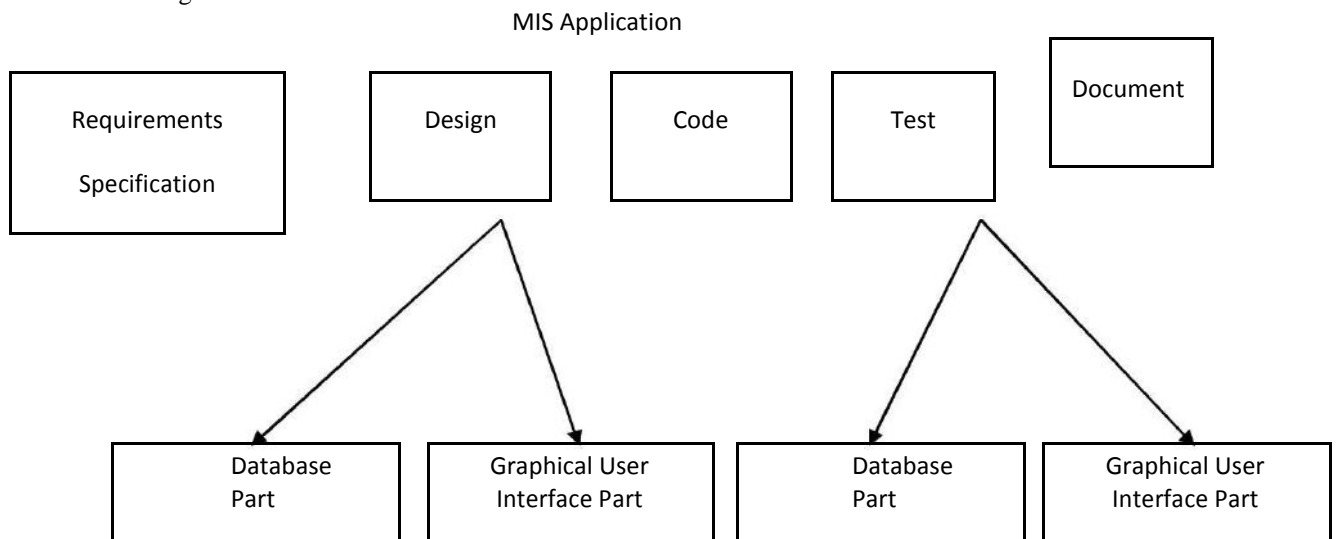 MIS Application
Requirements
Specification
Design
Code
Test
Document
Database
Part
Graphical User
Interface Part
Database
Part
Graphical User
Interface Part